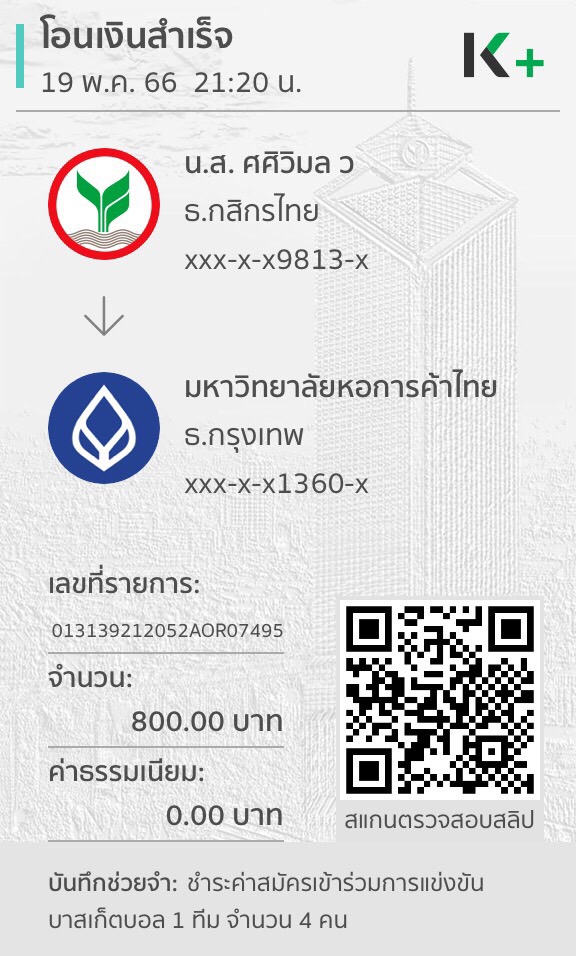 โอนเงินสำเร็จ
19 พ.ค. 66 21:20 น.
K+
น.ส. ศศิวิมล ว
ธ.กสิกรไทย
xxx-x-x9813-x
มหาวิทยาลัยหอการค้าไทย
ธ.กรุงเทพ
xxx-x-x1360-x
เลขที่รายการ:
013139212052AOR07495
จำนวน:
800.00 บาท
ค่าธรรมเนียม:
0.00 บาท
สแกนตรวจสอบสลิป
บันทึกช่วยจำ: ชำระค่าสมัครเข้าร่วมการแข่งขัน
บาสเก็ตบอล 1 ทีม จำนวน 4 คน